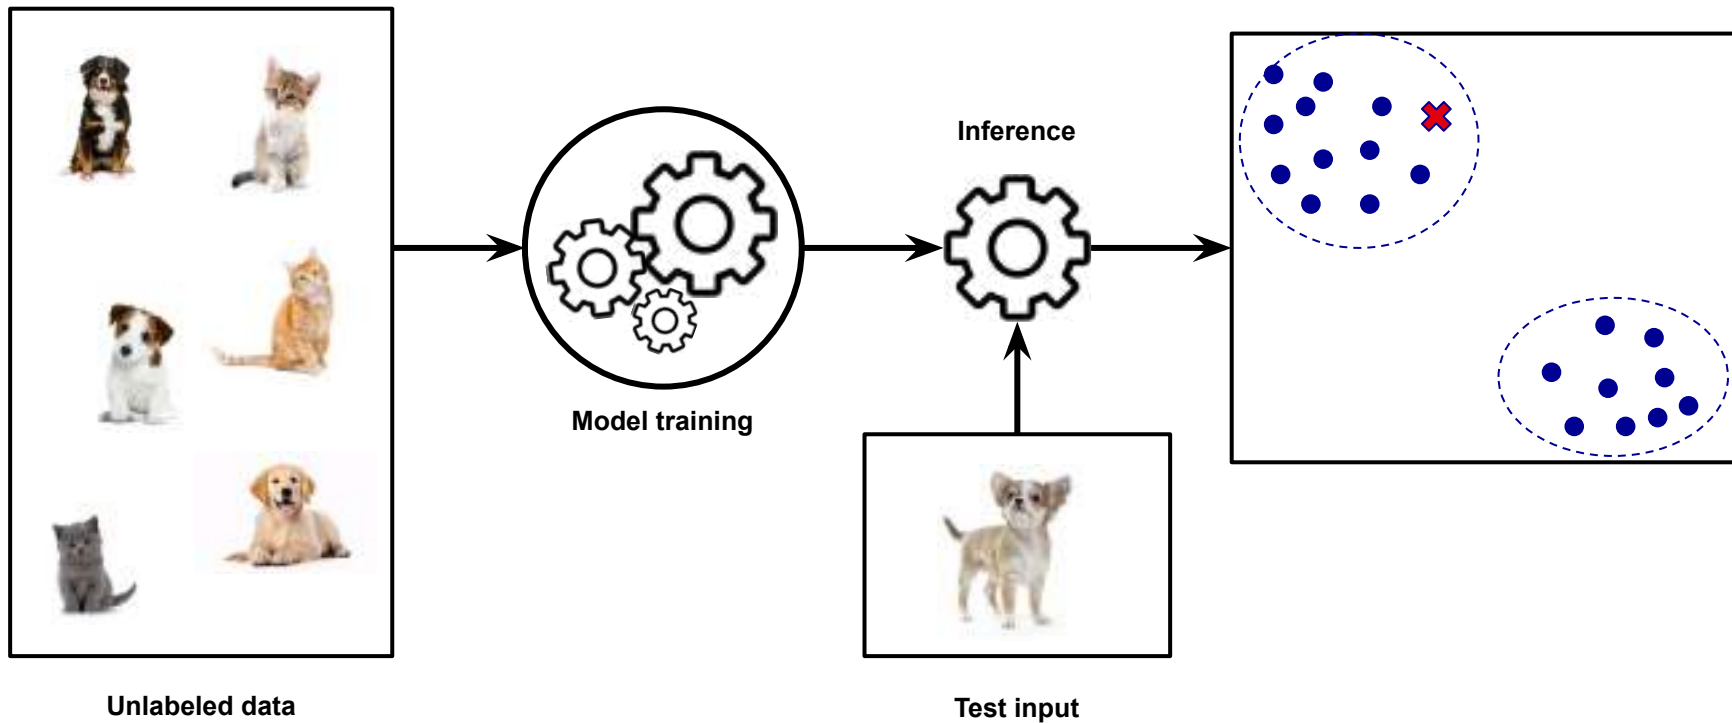 Inference
Model training
Unlabeled data
Test input